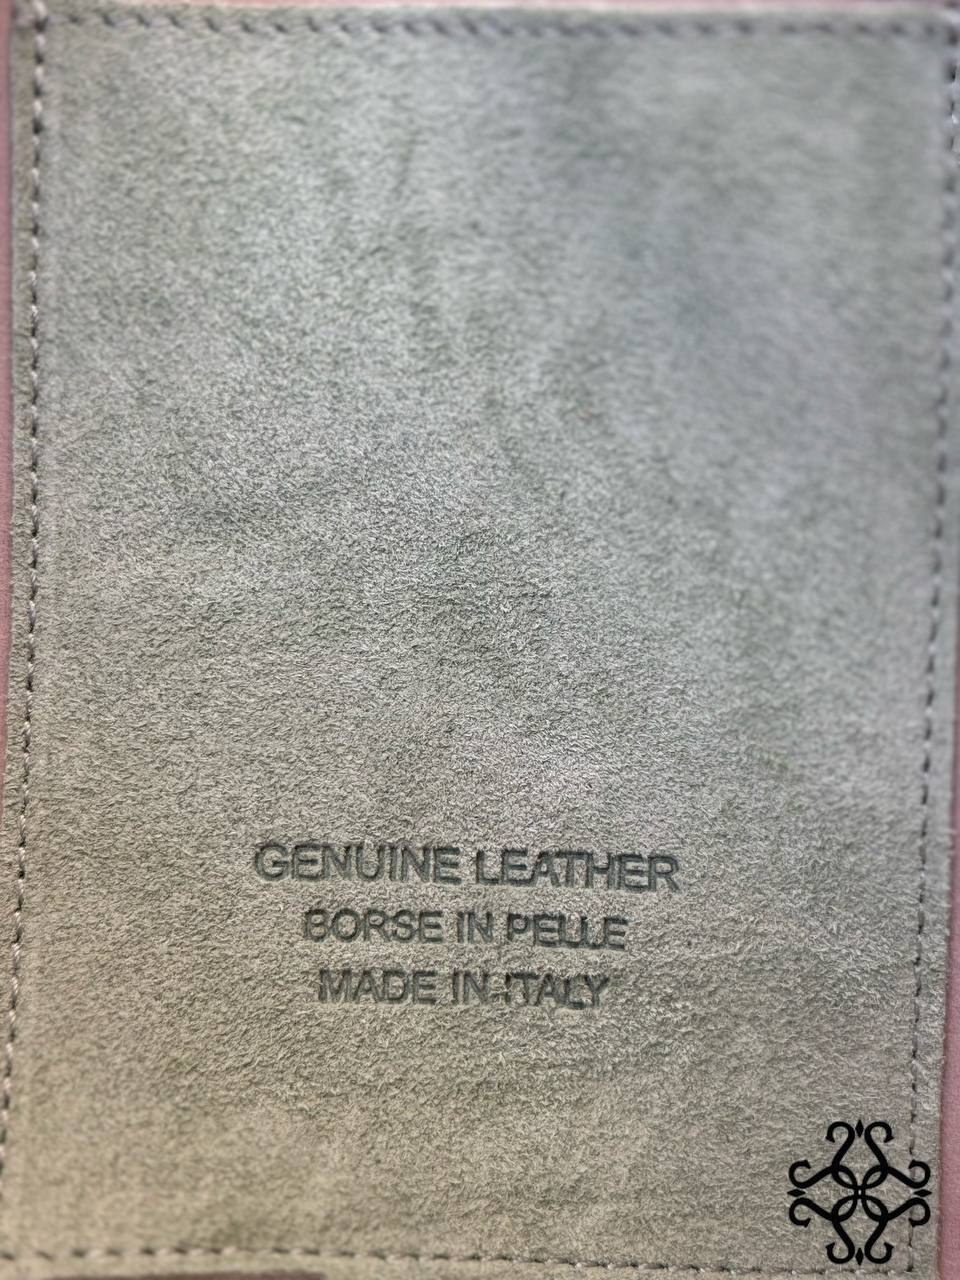 GENUINE LEATHER
BORSE IN PELLE
MADE IN ITALY